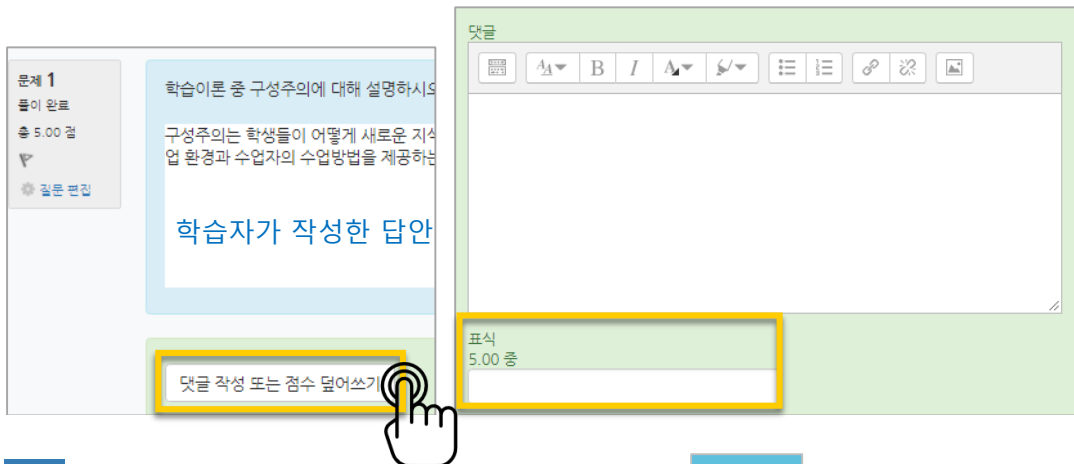 문제 1
풀이 완료
총 5.00 점
질문 편집
학습이론 중 구성주의에 대해 설명하시오
구성주의는 학생들이 어떻게 새로운 지식
업 환경과 수업자의 수업방법을 제공하는
학습자가 작성한 답안
댓글 작성 또는 점수 덮어쓰기
댓글
B I
표식
5.00 중